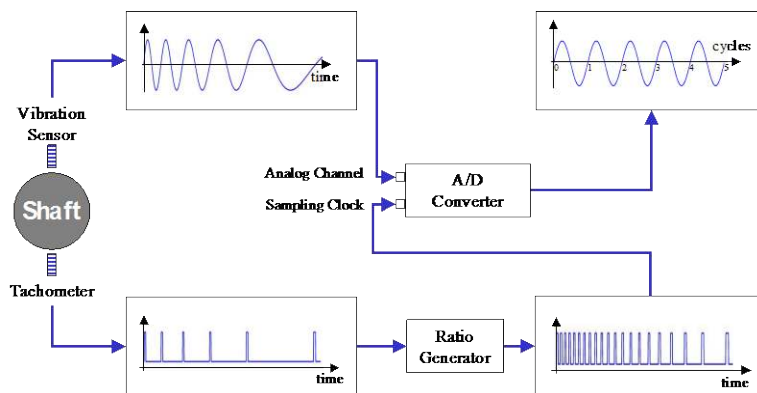 time
cycles
0 1 2 3 4 5
Vibration
Sensor
Analog Channel
A/D
Converter
Sampling Clock
Shaft
Tachometer
Ratio
Generator
time
time